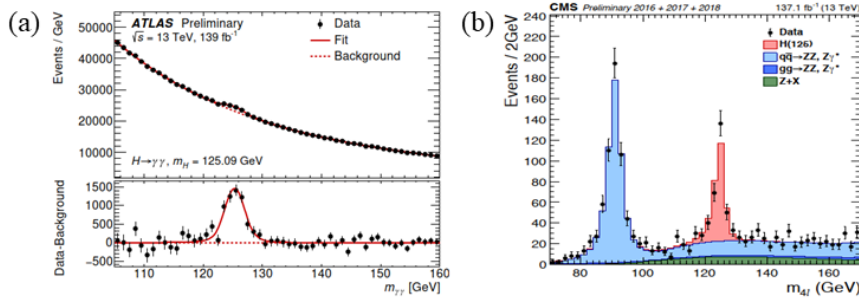 (a)
Events / GeV
50000
40000
30000
20000
10000
ATLAS Preliminary
√s = 13 TeV, 139 fb⁻¹
Data
Fit
Background
H→γγ, m_H = 125.09 GeV
Data-Background
1500
1000
500
0
−500
110 120 130 140 150 160
m_γγ [GeV]
(b)
CMS Preliminary 2016 + 2017 + 2018 137.1 fb⁻¹ (13 TeV)
Events / 2GeV
240
220
200
180
160
140
120
100
80
60
40
20
0
Data
H(126)
qq̄→ZZ, Zγ*
gg→ZZ, Zγ*
Z+X
80 100 120 140 160
m_4l (GeV)